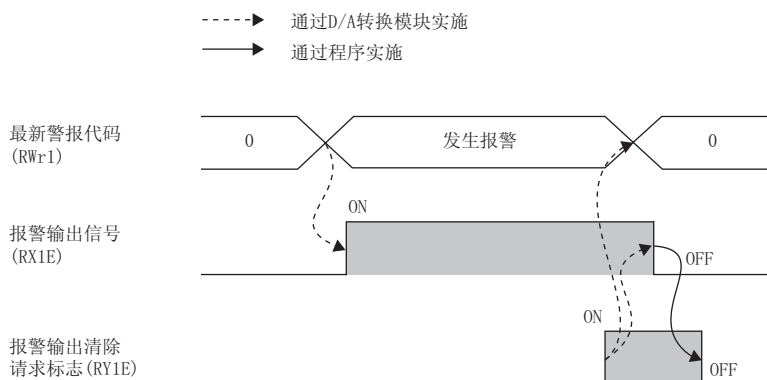 通过D/A转换模块实施
通过程序实施
最新警报代码
(RWr1)
0
发生报警
0
报警输出信号
(RX1E)
ON
OFF
报警输出清除
请求标志(RY1E)
ON
OFF